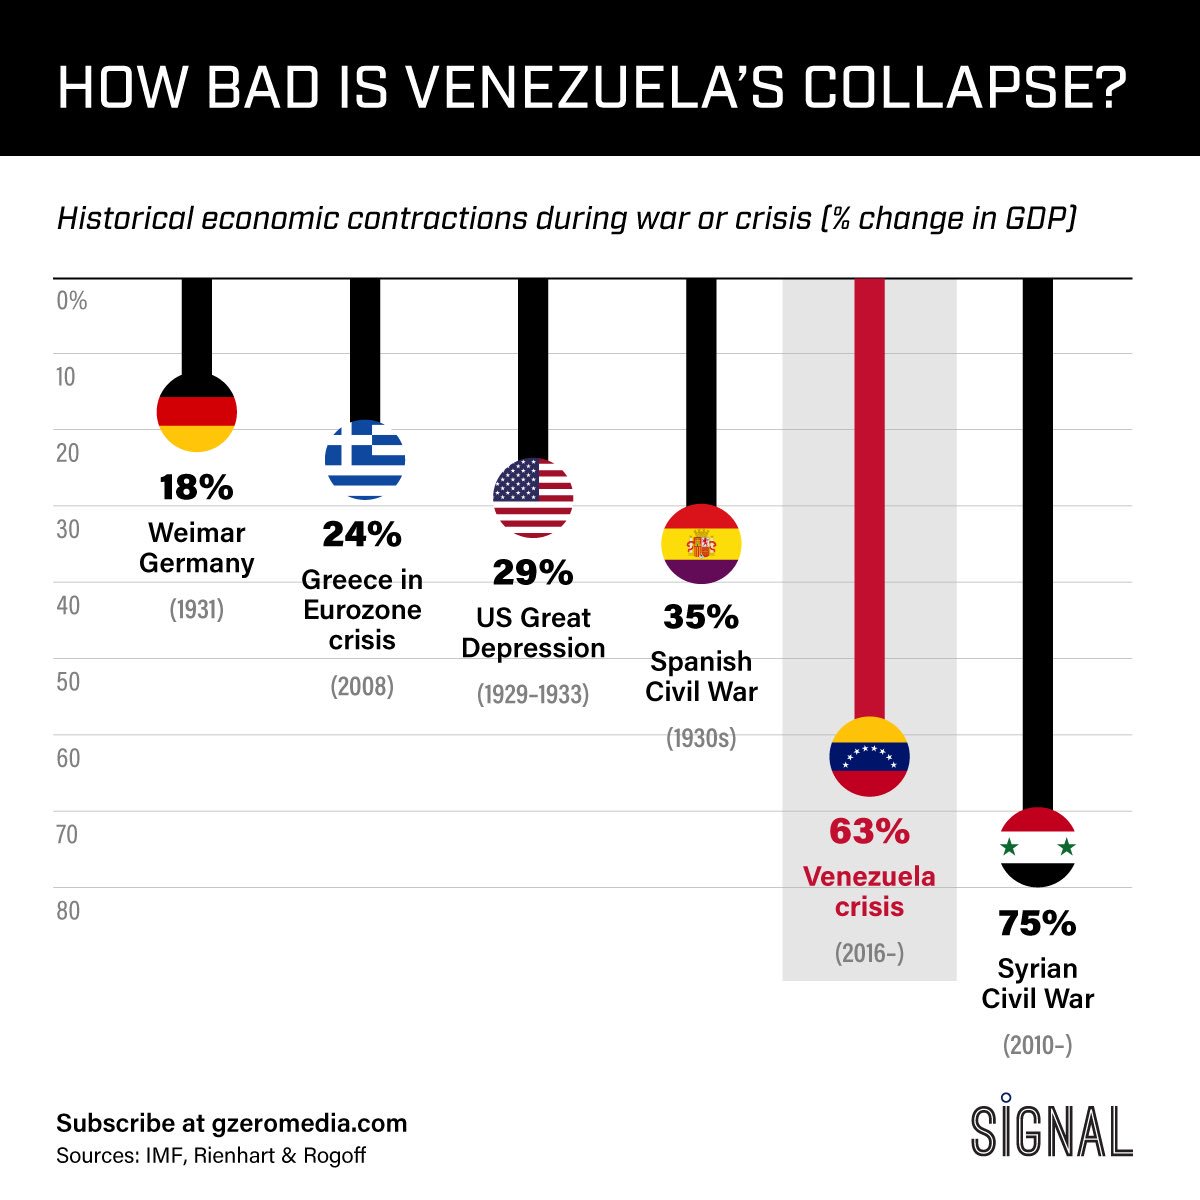 HOW BAD IS VENEZUELA’S COLLAPSE?
Historical economic contractions during war or crisis (% change in GDP)
0%
10
20
30
40
50
60
70
80
18%
Weimar
Germany
(1931)
24%
Greece in
Eurozone
crisis
(2008)
29%
US Great
Depression
(1929–1933)
35%
Spanish
Civil War
(1930s)
63%
Venezuela
crisis
(2016–)
75%
Syrian
Civil War
(2010–)
Subscribe at gzeromedia.com
Sources: IMF, Rienhart & Rogoff
SIGNAL